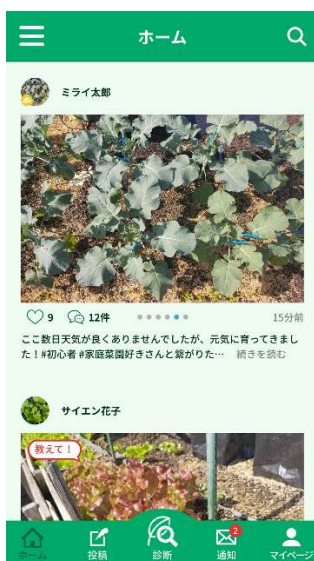 ホーム
ミライ太郎
9 12件 15分前
ここ数日天気が良くありませんでしたが、元気に育ってきまし
た！#初心者 #家庭菜園好きさんと繋がりた… 続きを読む
サイエン花子
教えて！
2
ホーム 投稿 診断 通知 マイページ